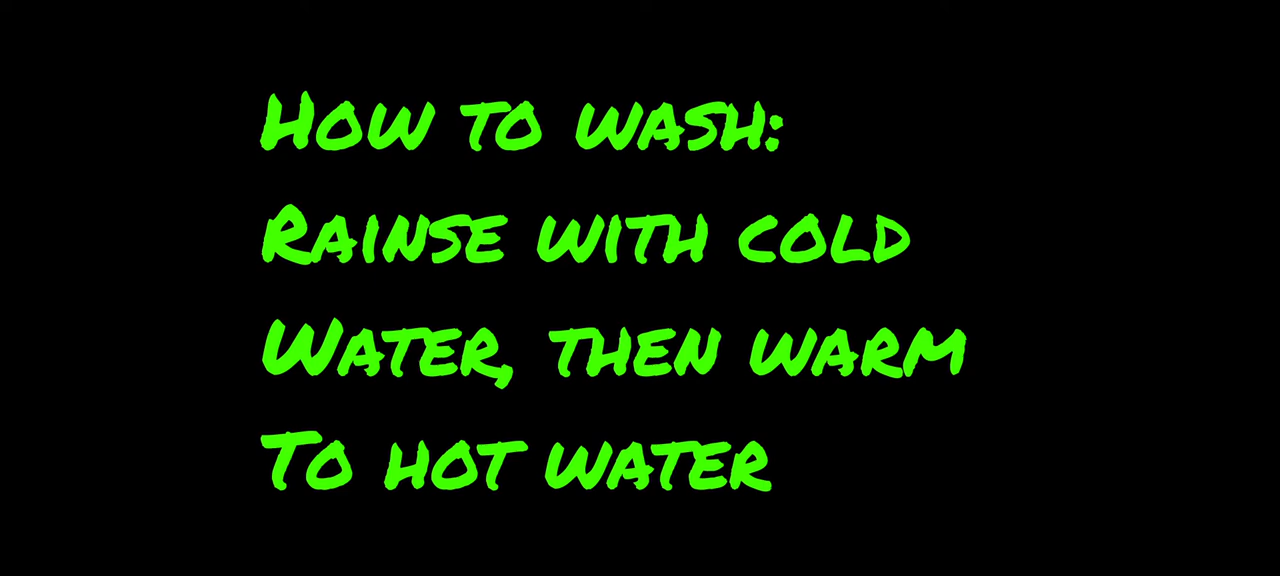 How to wash:
Rainse with cold
Water, then warm
To hot water